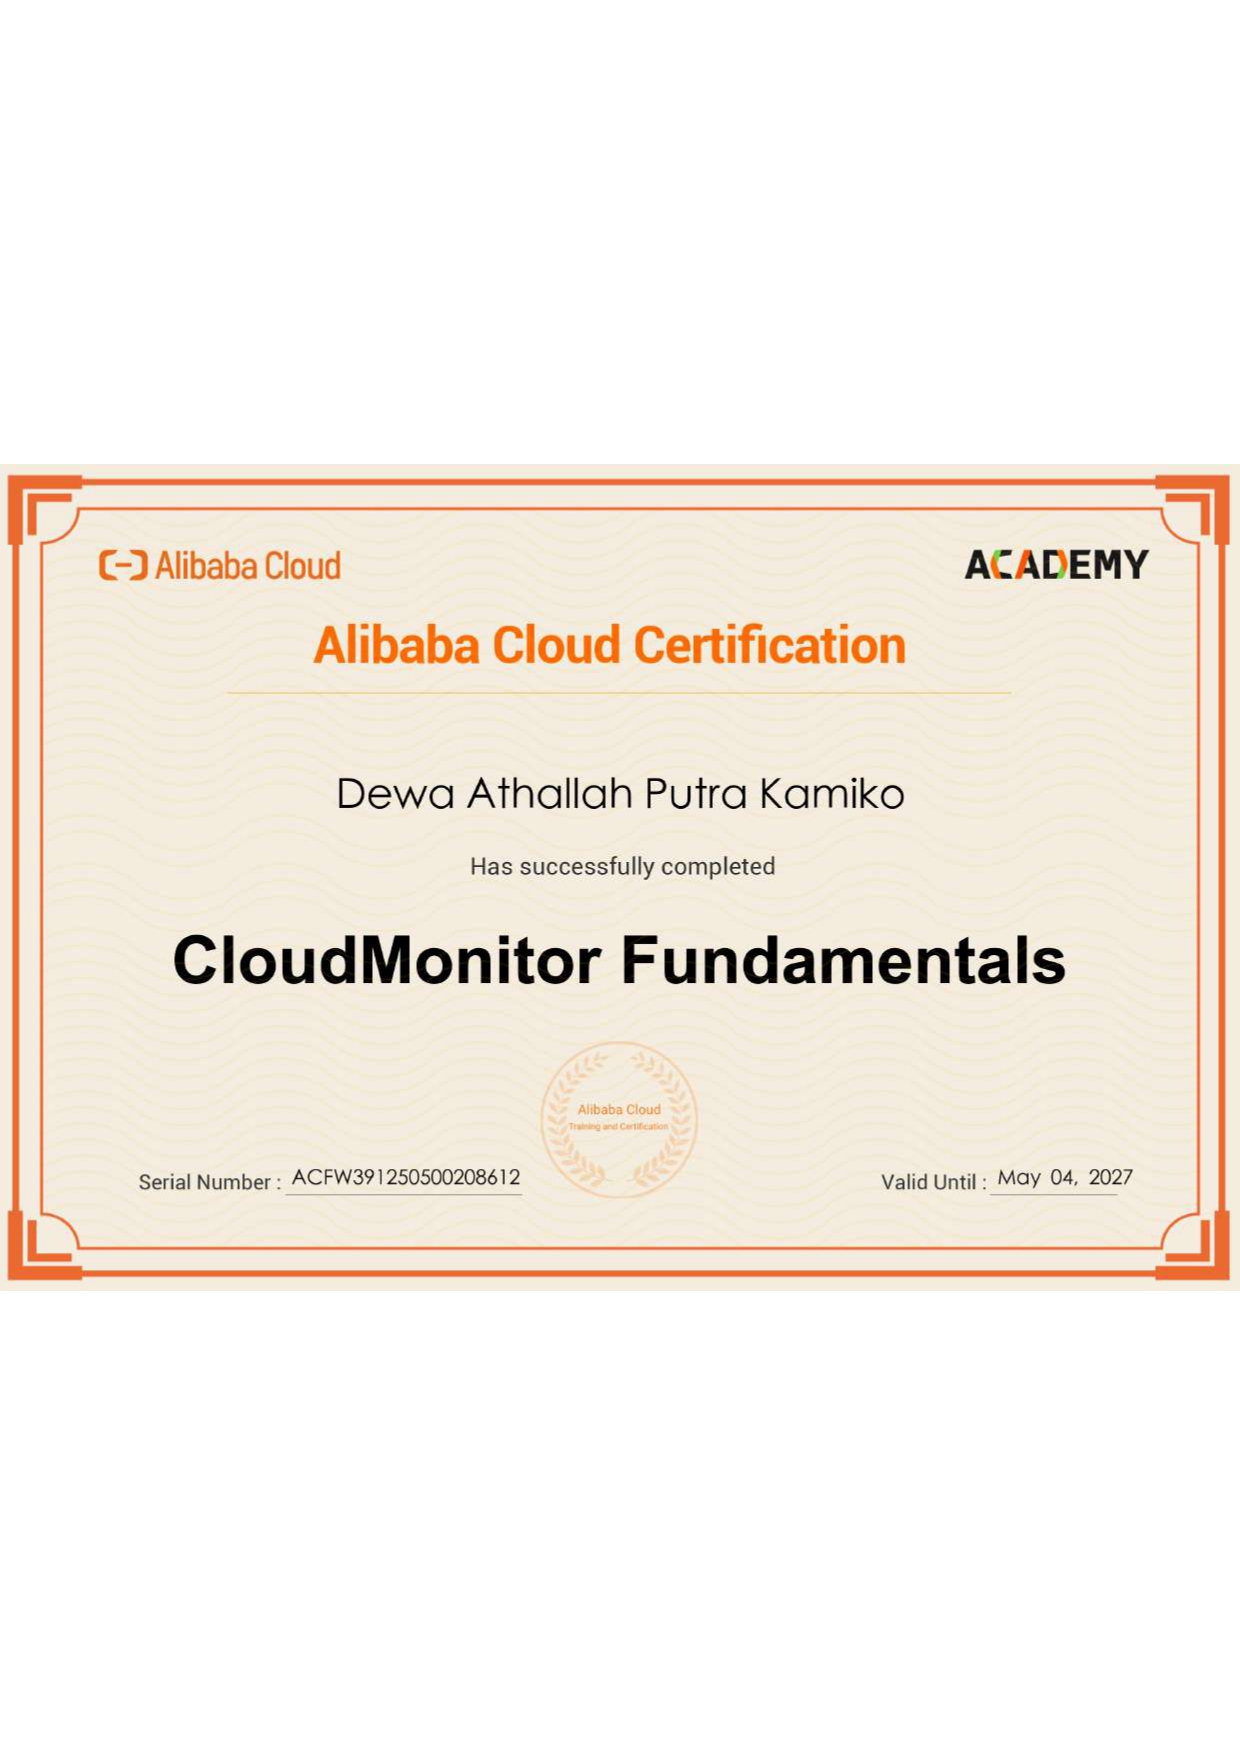 Alibaba Cloud
ACADEMY
Alibaba Cloud Certification
Dewa Athallah Putra Kamiko
Has successfully completed
CloudMonitor Fundamentals
Alibaba Cloud
Training and Certification
Serial Number : ACFW391250500208612
Valid Until : May 04, 2027